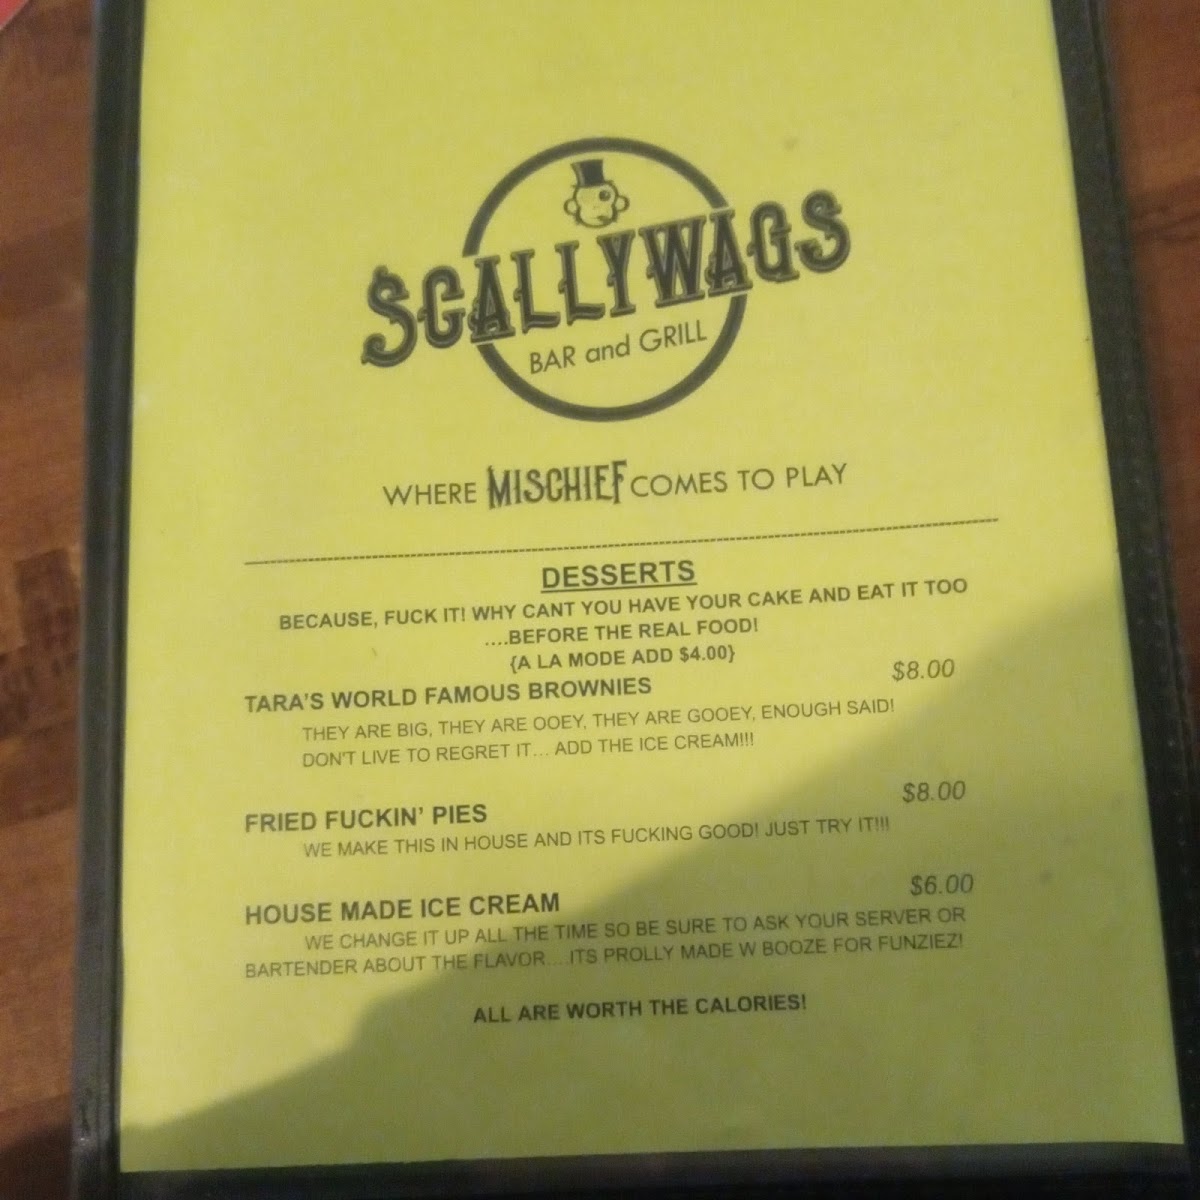 SCALLYWAGS
BAR and GRILL
WHERE MISCHIEF COMES TO PLAY
DESSERTS
BECAUSE, FUCK IT! WHY CANT YOU HAVE YOUR CAKE AND EAT IT TOO
....BEFORE THE REAL FOOD!
{A LA MODE ADD $4.00}
TARA'S WORLD FAMOUS BROWNIES $8.00
THEY ARE BIG, THEY ARE OOEY, THEY ARE GOOEY, ENOUGH SAID!
DON'T LIVE TO REGRET IT... ADD THE ICE CREAM!!!
FRIED FUCKIN' PIES $8.00
WE MAKE THIS IN HOUSE AND ITS FUCKING GOOD! JUST TRY IT!!!
HOUSE MADE ICE CREAM $6.00
WE CHANGE IT UP ALL THE TIME SO BE SURE TO ASK YOUR SERVER OR
BARTENDER ABOUT THE FLAVOR....ITS PROLLY MADE W BOOZE FOR FUNZIEZ!
ALL ARE WORTH THE CALORIES!